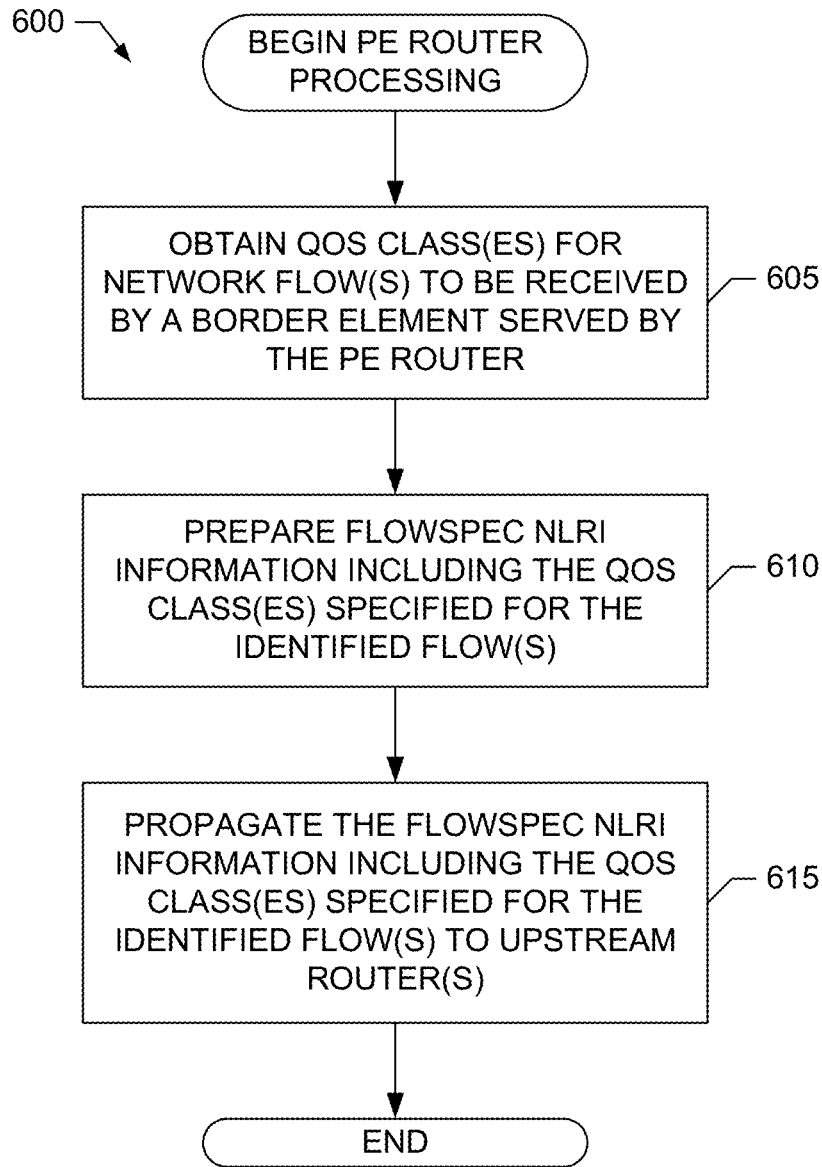 600
BEGIN PE ROUTER
PROCESSING
OBTAIN QOS CLASS(ES) FOR
NETWORK FLOW(S) TO BE RECEIVED
BY A BORDER ELEMENT SERVED BY
THE PE ROUTER
605
PREPARE FLOWSPEC NLRI
INFORMATION INCLUDING THE QOS
CLASS(ES) SPECIFIED FOR THE
IDENTIFIED FLOW(S)
610
PROPAGATE THE FLOWSPEC NLRI
INFORMATION INCLUDING THE QOS
CLASS(ES) SPECIFIED FOR THE
IDENTIFIED FLOW(S) TO UPSTREAM
ROUTER(S)
615
END